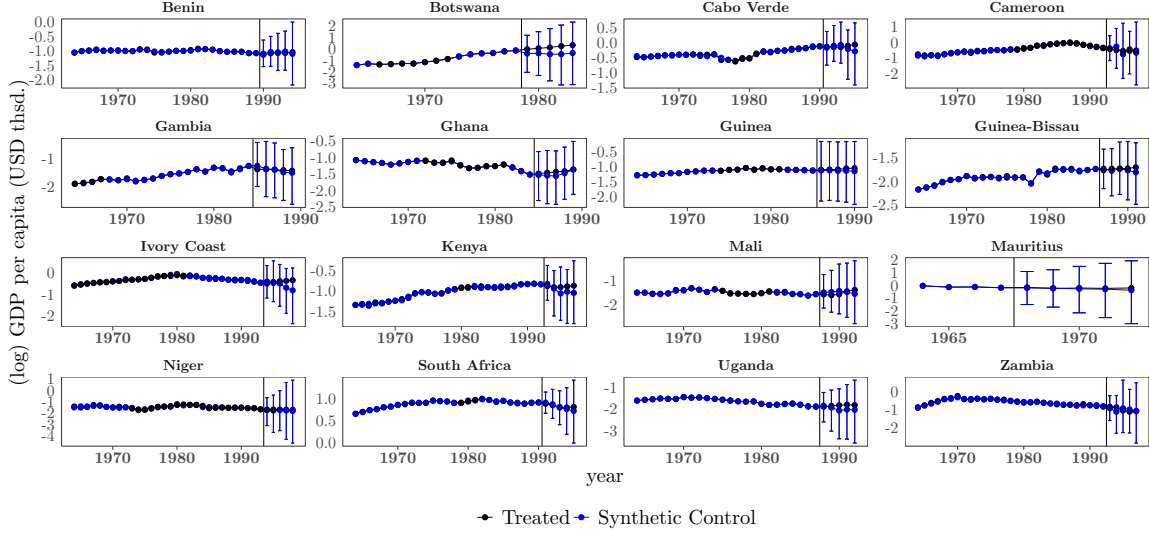 (log) GDP per capita (USD thsd.)
Benin
0.0
-0.5
-1.0
-1.5
-2.0
1970 1980 1990
Botswana
2
1
0
-1
-2
-3
1970 1980
Cabo Verde
0.5
0.0
-0.5
-1.0
-1.5
1970 1980 1990
Cameroon
1
0
-1
-2
1970 1980 1990
Gambia
-1
-2
1970 1980 1990
Ghana
-0.5
-1.0
-1.5
-2.0
-2.5
1970 1980 1990
Guinea
-0.5
-1.0
-1.5
-2.0
1970 1980 1990
Guinea-Bissau
-1.5
-2.0
-2.5
1970 1980 1990
Ivory Coast
0
-1
-2
1970 1980 1990
Kenya
-0.5
-1.0
-1.5
1970 1980 1990
Mali
-1
-2
1970 1980 1990
Mauritius
2
1
0
-1
-2
-3
1965 1970
Niger
1
0
-1
-2
-3
-4
1970 1980 1990
South Africa
1.0
0.5
0.0
1970 1980 1990
Uganda
-1
-2
-3
1970 1980 1990
Zambia
0
-1
-2
1970 1980 1990
year
Treated Synthetic Control